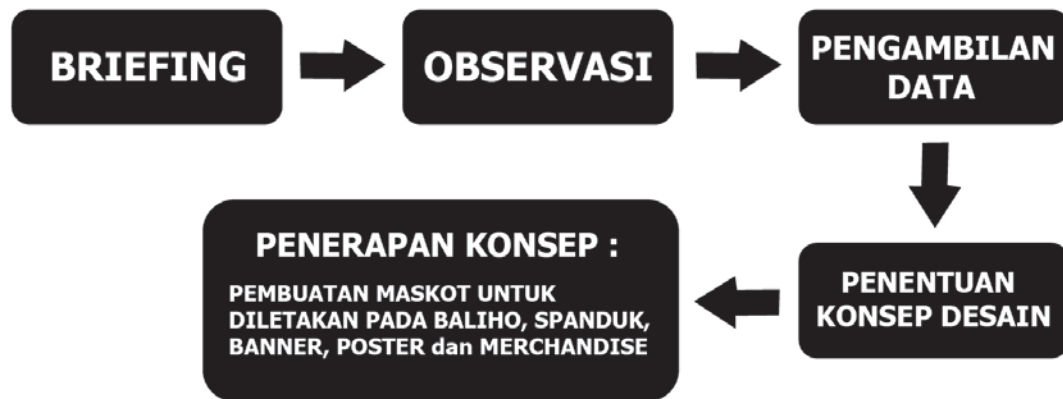 BRIEFING
OBSERVASI
PENGAMBILAN
DATA
PENENTUAN
KONSEP DESAIN
PENERAPAN KONSEP :
PEMBUATAN MASKOT UNTUK
DILETAKAN PADA BALIHO, SPANDUK,
BANNER, POSTER dan MERCHANDISE